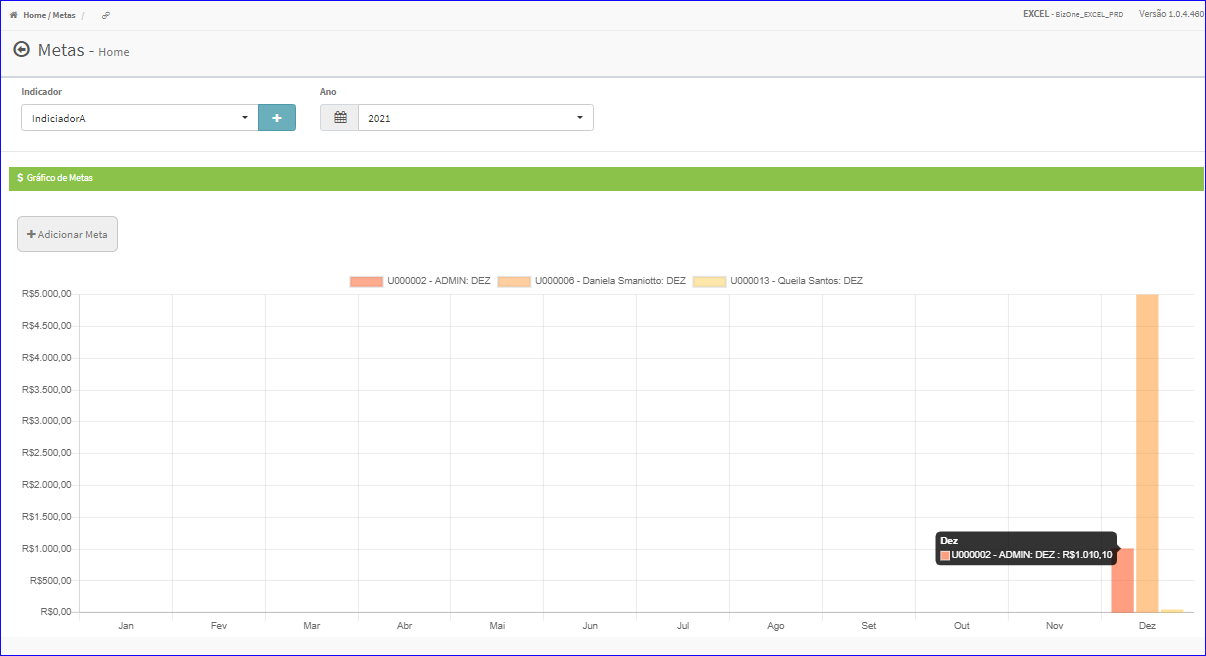 Home / Metas /
EXCEL - BizOne_EXCEL_PRD Versão 1.0.4.460
Metas - Home
Indicador
Ano
IndiciadorA
+
2021
$ Gráfico de Metas
+ Adicionar Meta
U000002 - ADMIN: DEZ U000006 - Daniela Smaniotto: DEZ U000013 - Queila Santos: DEZ
R$5.000,00
R$4.500,00
R$4.000,00
R$3.500,00
R$3.000,00
R$2.500,00
R$2.000,00
R$1.500,00
R$1.000,00
R$500,00
R$0,00
Dez
U000002 - ADMIN: DEZ : R$1.010,10
Jan Fev Mar Abr Mai Jun Jul Ago Set Out Nov Dez